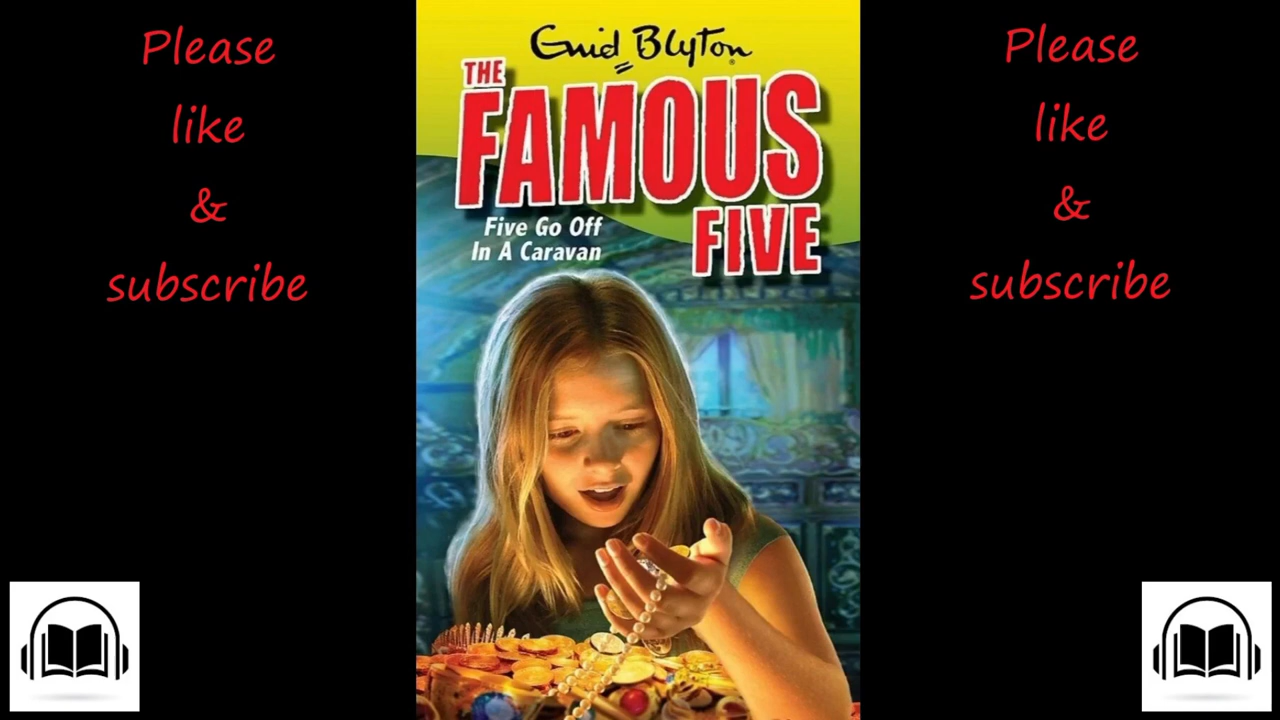 Please
like
&
subscribe
Enid Blyton
THE
FAMOUS
FIVE
Five Go Off
In A Caravan
Please
like
&
subscribe